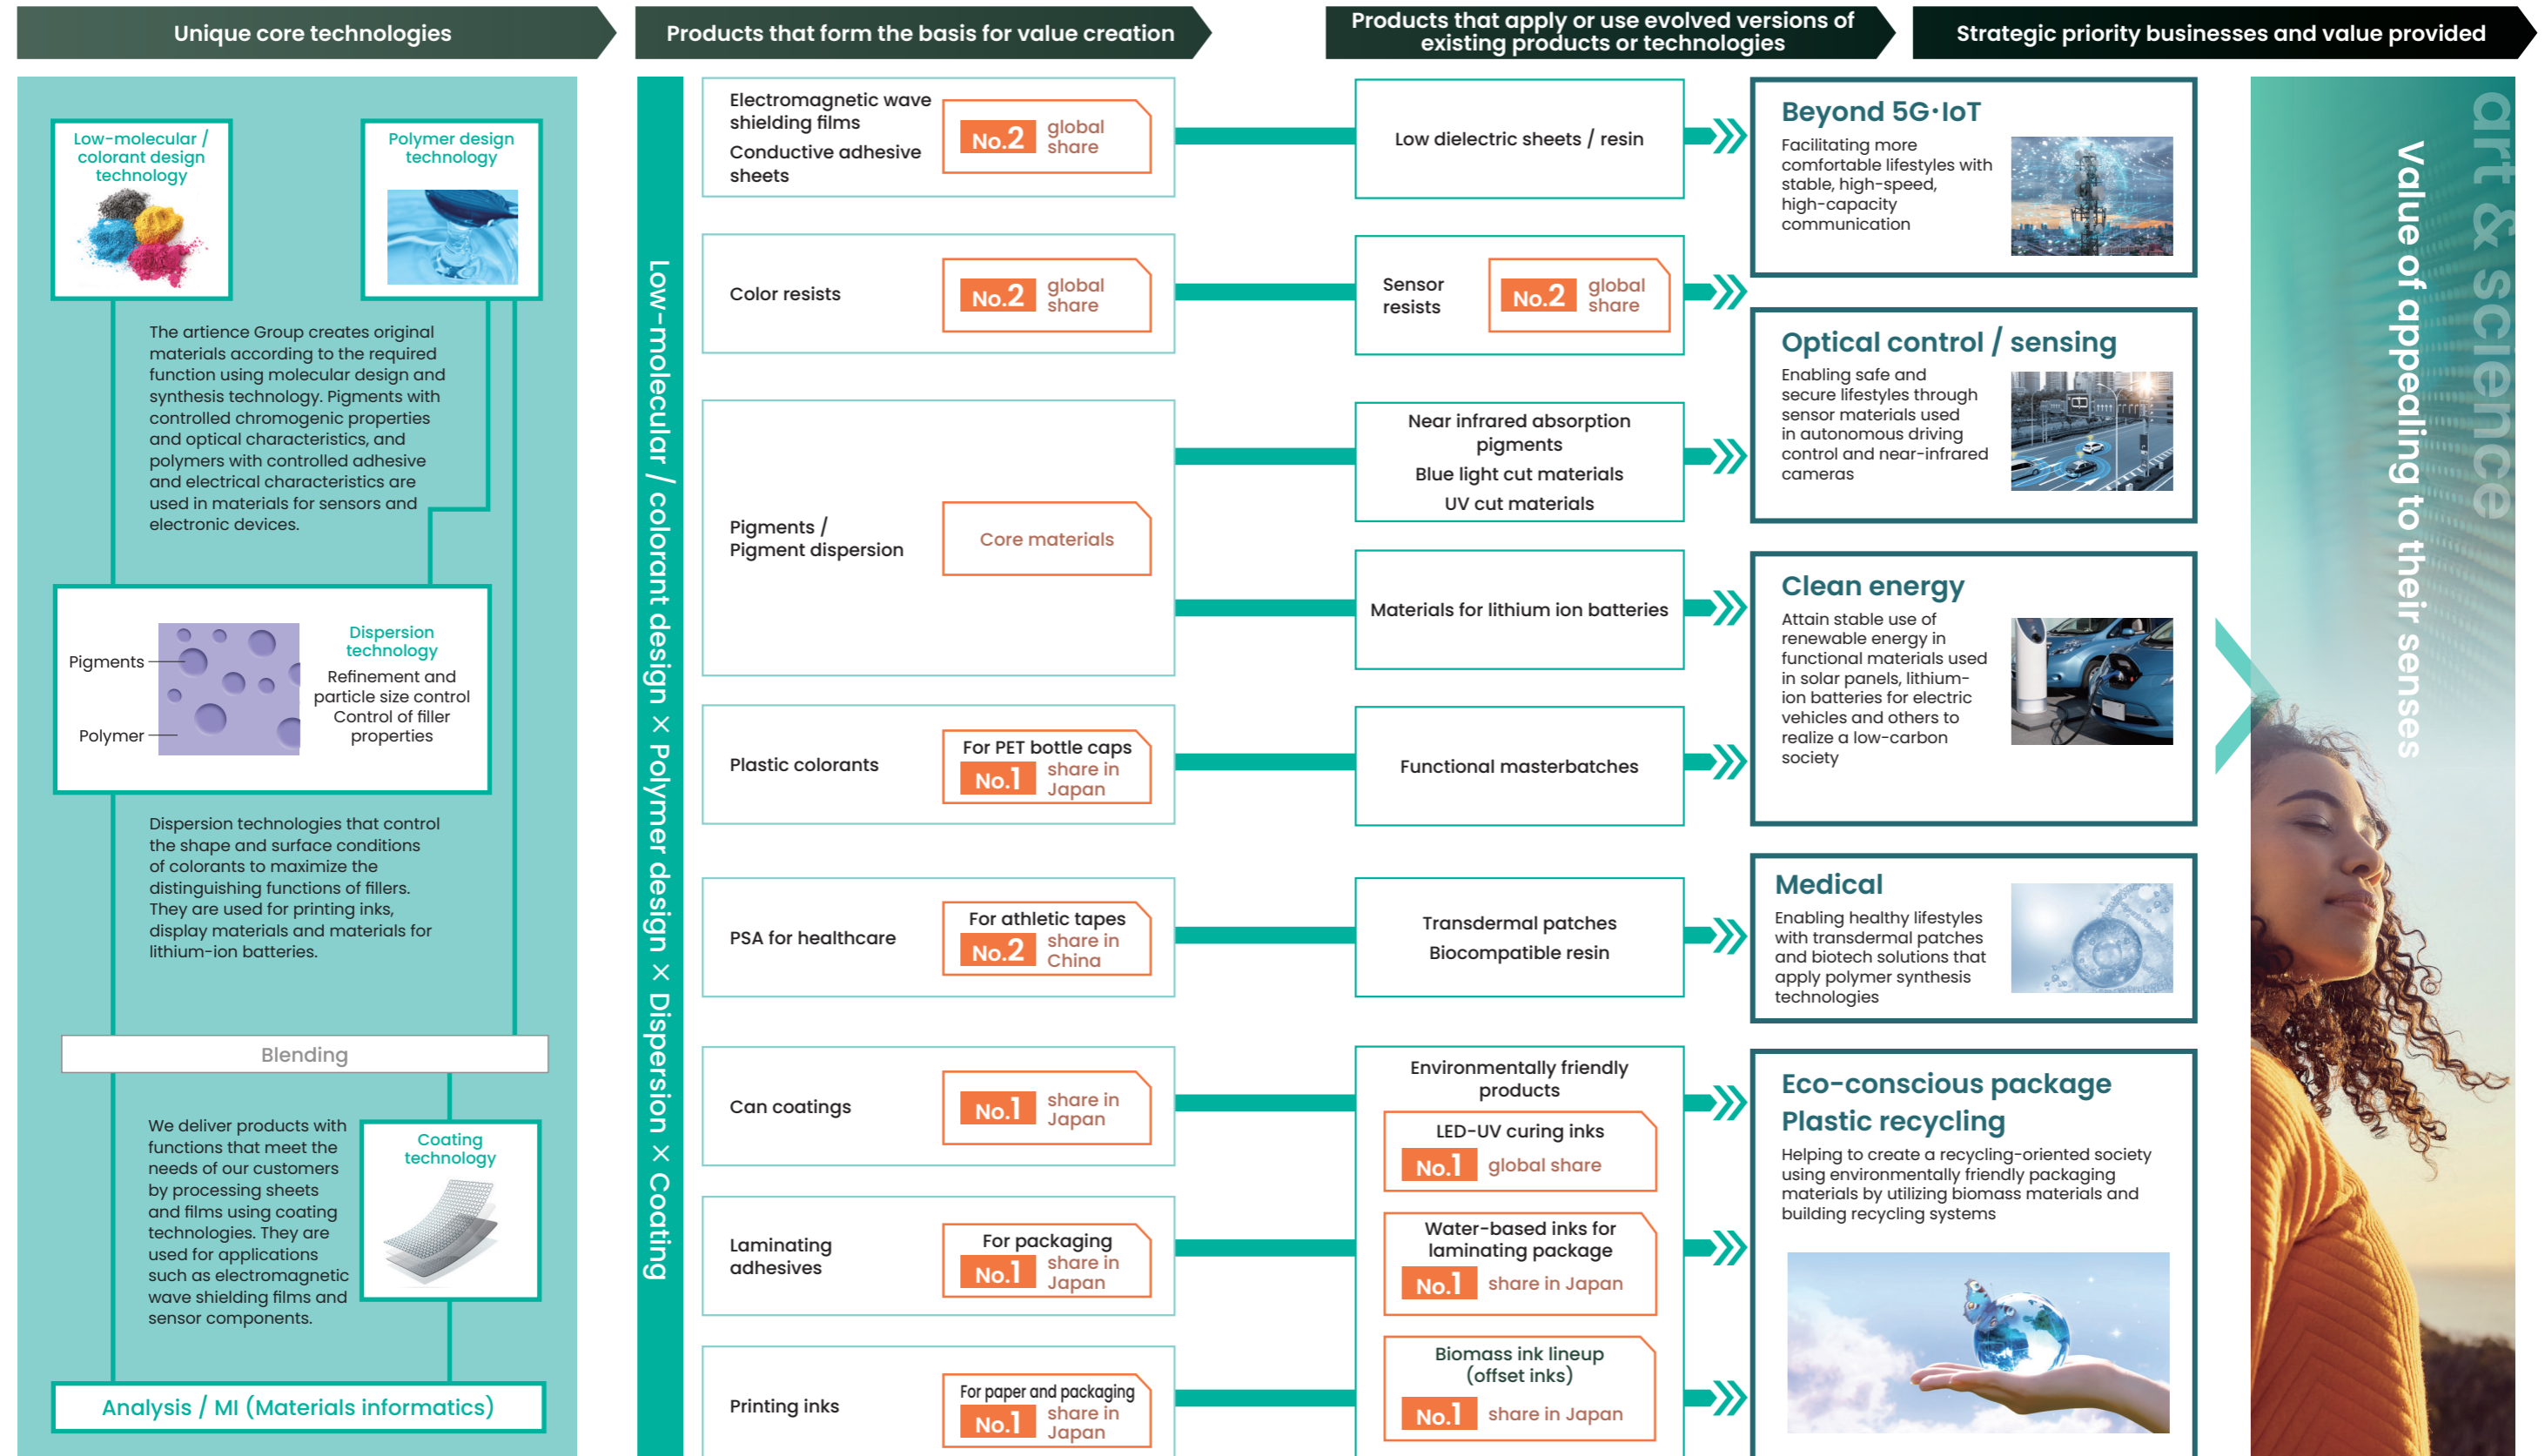 Unique core technologies
Products that form the basis for value creation
Products that apply or use evolved versions of
existing products or technologies
Strategic priority businesses and value provided
Low-molecular /
colorant design
technology
Polymer design
technology
The artience Group creates original
materials according to the required
function using molecular design and
synthesis technology. Pigments with
controlled chromogenic properties
and optical characteristics, and
polymers with controlled adhesive
and electrical characteristics are
used in materials for sensors and
electronic devices.
Pigments
Polymer
Dispersion
technology
Refinement and
particle size control
Control of filler
properties
Dispersion technologies that control
the shape and surface conditions
of colorants to maximize the
distinguishing functions of fillers.
They are used for printing inks,
display materials and materials for
lithium-ion batteries.
Blending
We deliver products with
functions that meet the
needs of our customers
by processing sheets
and films using coating
technologies. They are
used for applications
such as electromagnetic
wave shielding films and
sensor components.
Coating
technology
Analysis / MI (Materials informatics)
Low-molecular / colorant design × Polymer design × Dispersion × Coating
Electromagnetic wave
shielding films
Conductive adhesive
sheets
No.2
global
share
Color resists
No.2
global
share
Pigments /
Pigment dispersion
Core materials
Plastic colorants
For PET bottle caps
No.1
share in
Japan
PSA for healthcare
For athletic tapes
No.2
share in
China
Can coatings
No.1
share in
Japan
Laminating
adhesives
For packaging
No.1
share in
Japan
Printing inks
For paper and packaging
No.1
share in
Japan
Low dielectric sheets / resin
Sensor
resists
No.2
global
share
Near infrared absorption
pigments
Blue light cut materials
UV cut materials
Materials for lithium ion batteries
Functional masterbatches
Transdermal patches
Biocompatible resin
Environmentally friendly
products
LED-UV curing inks
No.1
global share
Water-based inks for
laminating package
No.1
share in Japan
Biomass ink lineup
(offset inks)
No.1
share in Japan
Beyond 5G·IoT
Facilitating more
comfortable lifestyles with
stable, high-speed,
high-capacity
communication
Optical control / sensing
Enabling safe and
secure lifestyles through
sensor materials used
in autonomous driving
control and near-infrared
cameras
Clean energy
Attain stable use of
renewable energy in
functional materials used
in solar panels, lithium-
ion batteries for electric
vehicles and others to
realize a low-carbon
society
Medical
Enabling healthy lifestyles
with transdermal patches
and biotech solutions that
apply polymer synthesis
technologies
Eco-conscious package
Plastic recycling
Helping to create a recycling-oriented society
using environmentally friendly packaging
materials by utilizing biomass materials and
building recycling systems
art & science
Value of appealing to their senses